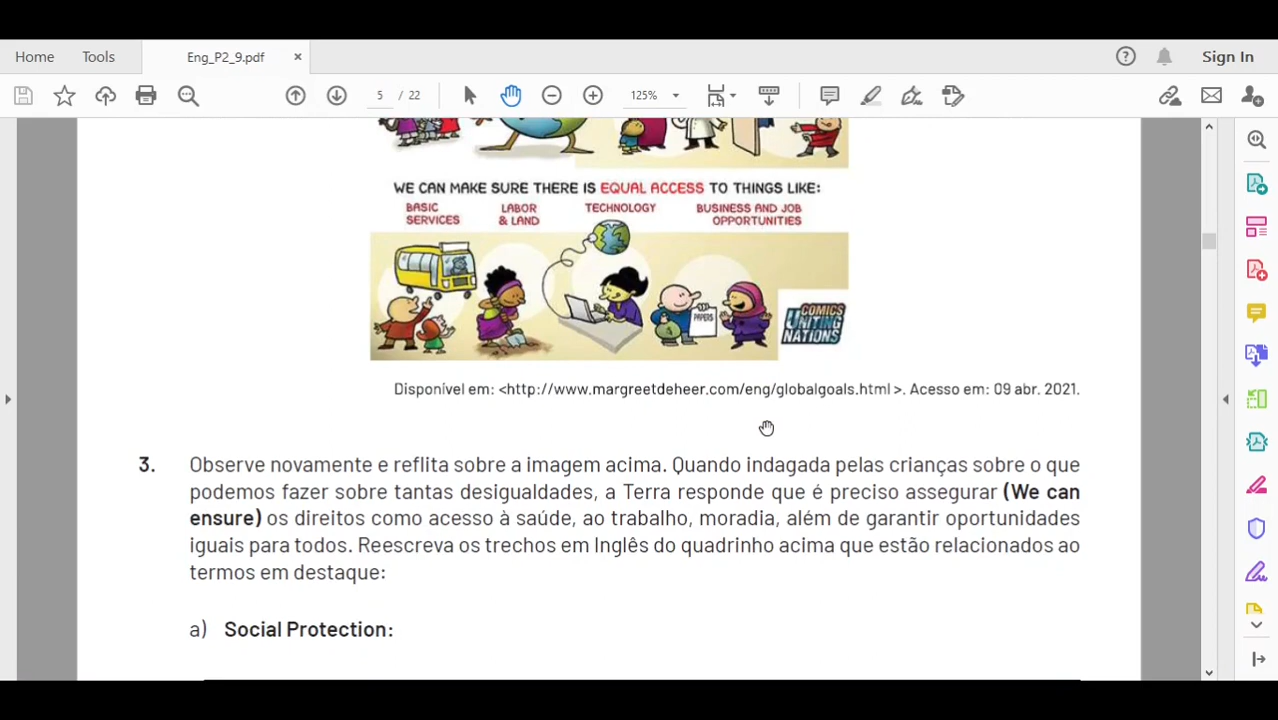 Home Tools Eng_P2_9.pdf × ? Sign In
5 / 22 125%
WE CAN MAKE SURE THERE IS EQUAL ACCESS TO THINGS LIKE:
BASIC SERVICES
LABOR & LAND
TECHNOLOGY
BUSINESS AND JOB OPPORTUNITIES
PAPERS
COMICS
UNITING
NATIONS
Disponível em: <http://www.margreetdeheer.com/eng/globalgoals.html >. Acesso em: 09 abr. 2021.
3. Observe novamente e reflita sobre a imagem acima. Quando indagada pelas crianças sobre o que
podemos fazer sobre tantas desigualdades, a Terra responde que é preciso assegurar (We can
ensure) os direitos como acesso à saúde, ao trabalho, moradia, além de garantir oportunidades
iguais para todos. Reescreva os trechos em Inglês do quadrinho acima que estão relacionados ao
termos em destaque:
a) Social Protection: